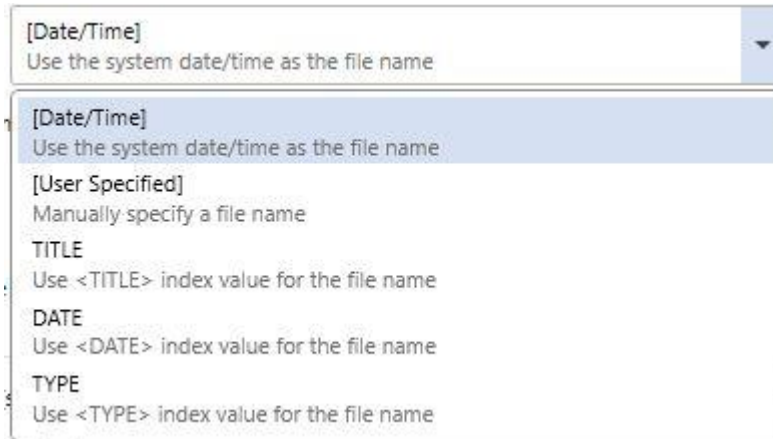 [Date/Time]
Use the system date/time as the file name
[Date/Time]
Use the system date/time as the file name
[User Specified]
Manually specify a file name
TITLE
Use <TITLE> index value for the file name
DATE
Use <DATE> index value for the file name
TYPE
Use <TYPE> index value for the file name